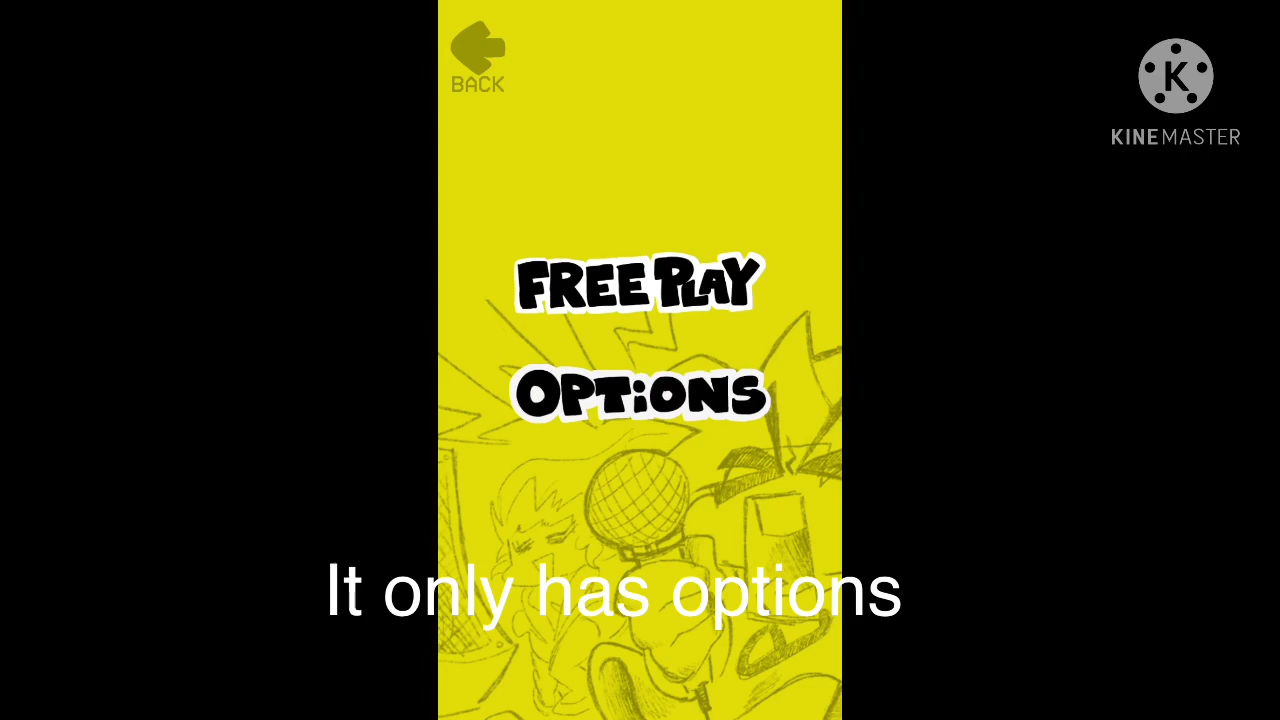 BACK
K
KINEMASTER
FREE PLAY
OPTiONS
It only has options